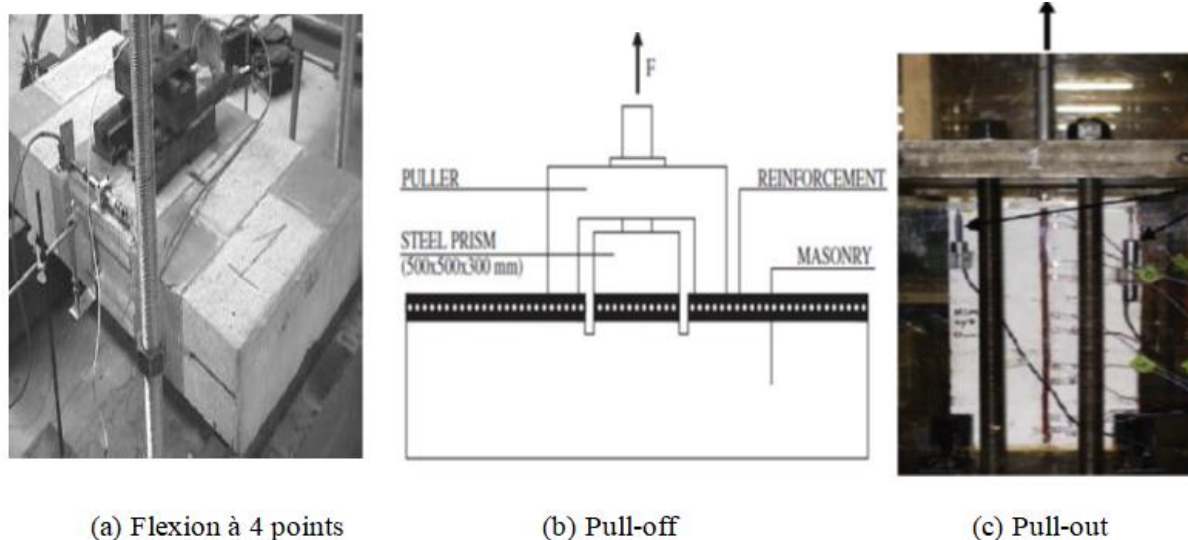 F
PULLER
REINFORCEMENT
STEEL PRISM
(500x500x300 mm)
MASONRY
1
(a) Flexion à 4 points
(b) Pull-off
(c) Pull-out